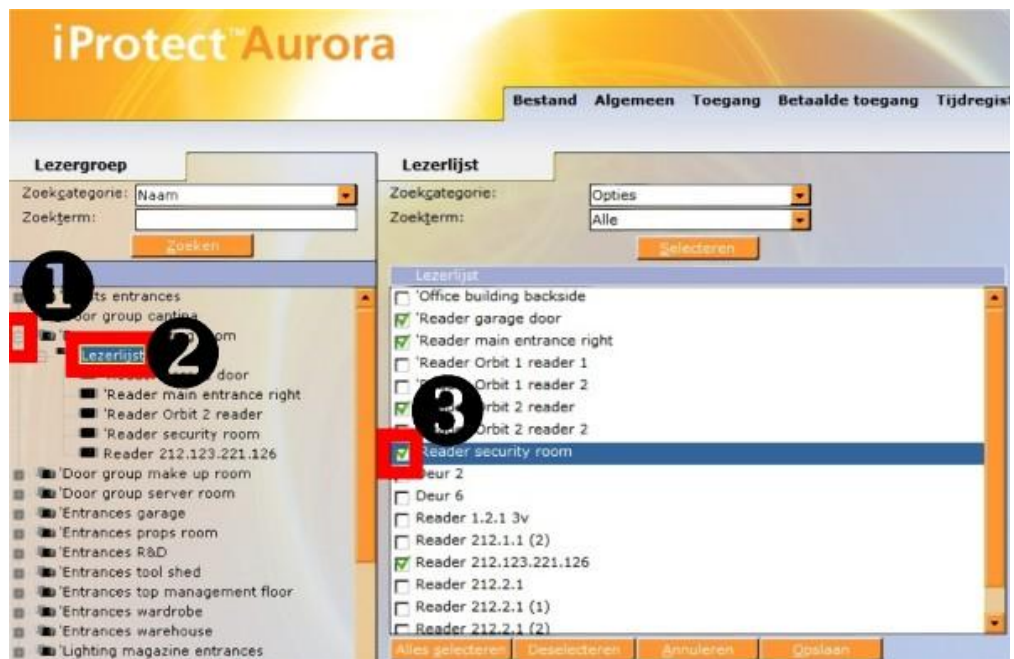 iProtect™Aurora
Bestand Algemeen Toegang Betaalde toegang Tijdregist
Lezergroep
Zoekcategorie: Naam
Zoekterm:
Zoeken
ts entrances
oor group cantina
om
Lezerlijst
door
'Reader main entrance right
'Reader Orbit 2 reader
'Reader security room
Reader 212.123.221.126
'Door group make up room
'Door group server room
'Entrances garage
'Entrances props room
'Entrances R&D
'Entrances tool shed
'Entrances top management floor
'Entrances wardrobe
'Entrances warehouse
'Lighting magazine entrances
1
2
Lezerlijst
Zoekcategorie: Opties
Zoekterm: Alle
Selecteren
Lezerlijst
'Office building backside
'Reader garage door
'Reader main entrance right
'Reader Orbit 1 reader 1
Orbit 1 reader 2
rbit 2 reader
Orbit 2 reader 2
Reader security room
Deur 2
Deur 6
Reader 1.2.1 3v
Reader 212.1.1 (2)
Reader 212.123.221.126
Reader 212.2.1
Reader 212.2.1 (1)
Reader 212.2.1 (2)
3
Alles selecteren Deselecteren Annuleren Opslaan